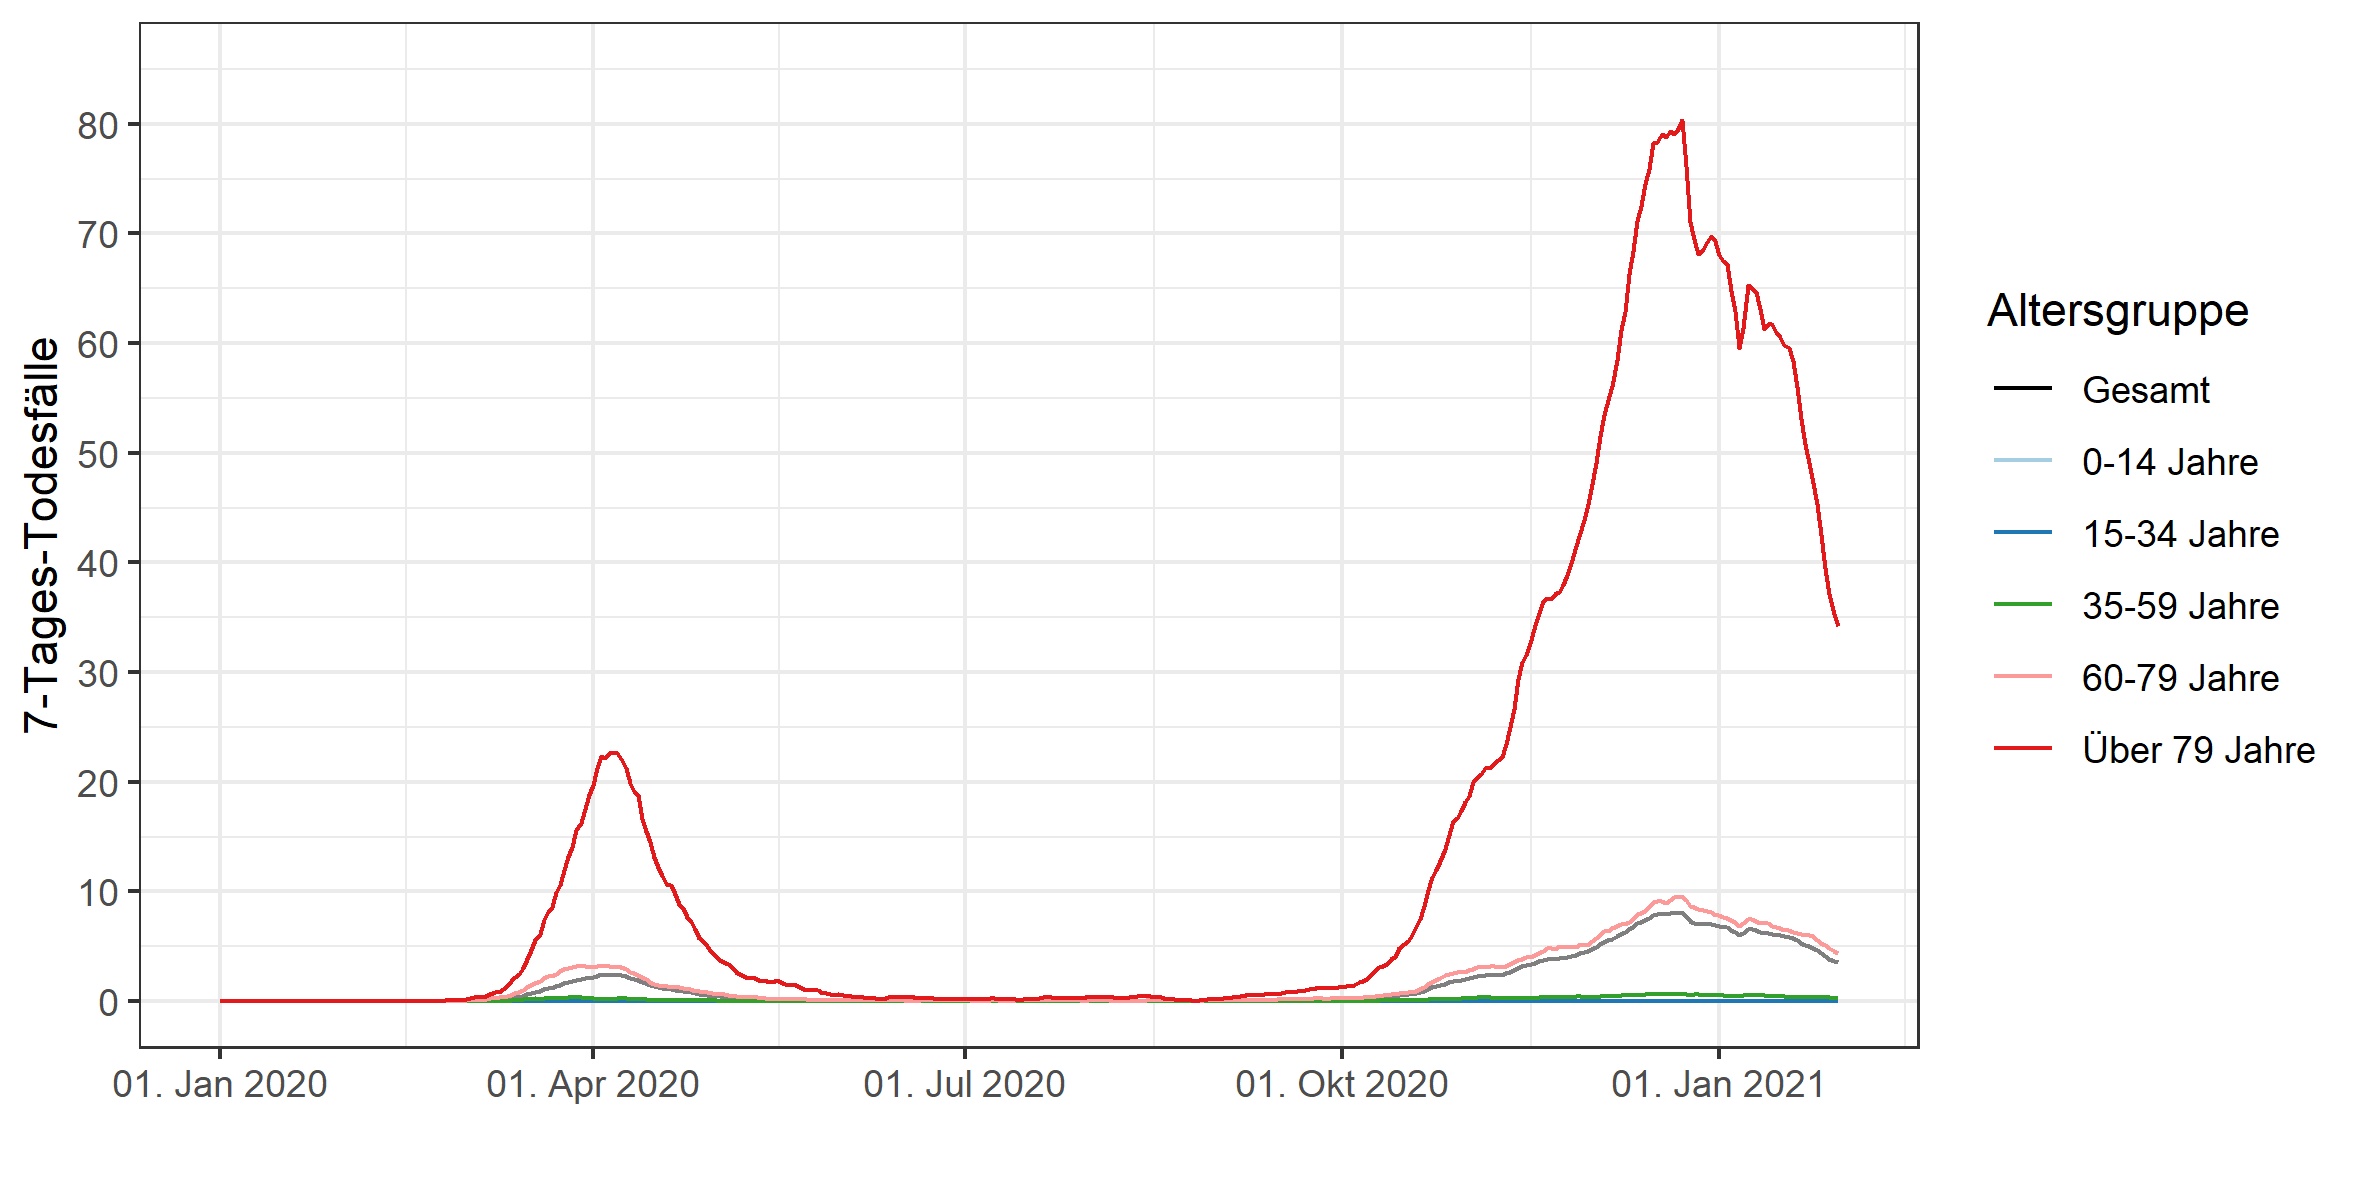 7-Tages-Todesfälle
80
70
60
50
40
30
20
10
0
01. Jan 2020
01. Apr 2020
01. Jul 2020
01. Okt 2020
01. Jan 2021
Altersgruppe
Gesamt
0-14 Jahre
15-34 Jahre
35-59 Jahre
60-79 Jahre
Über 79 Jahre